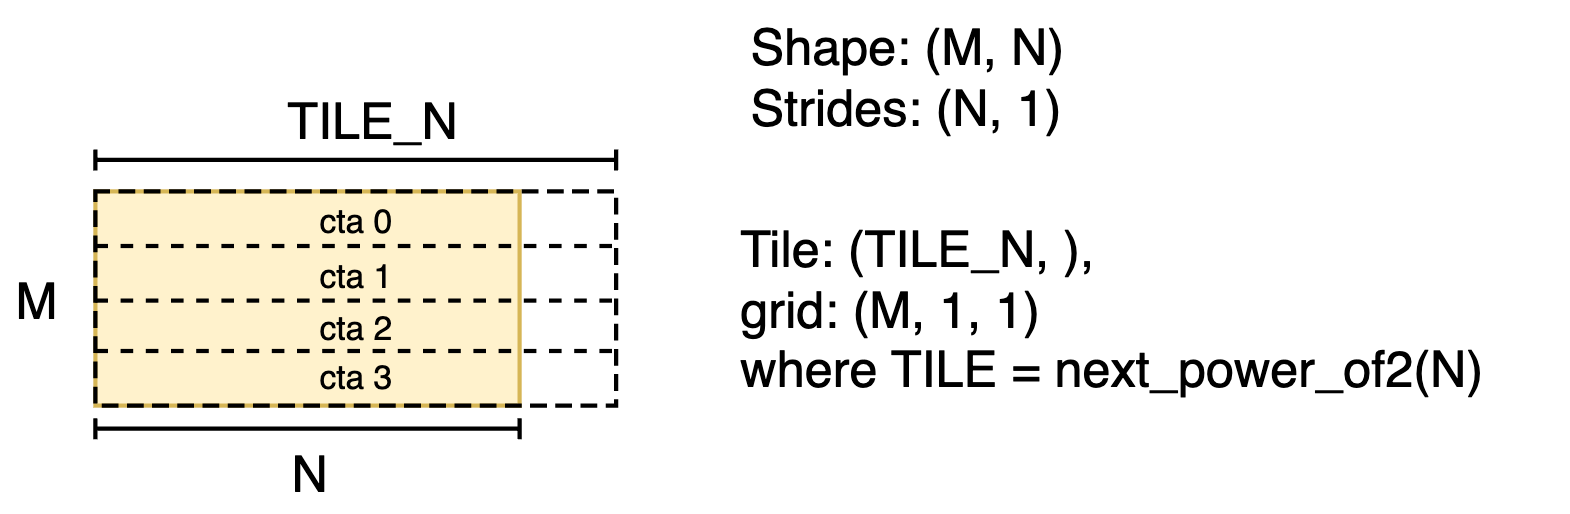 TILE_N
cta 0
cta 1
cta 2
cta 3
M
N
Shape: (M, N)
Strides: (N, 1)
Tile: (TILE_N, ),
grid: (M, 1, 1)
where TILE = next_power_of2(N)